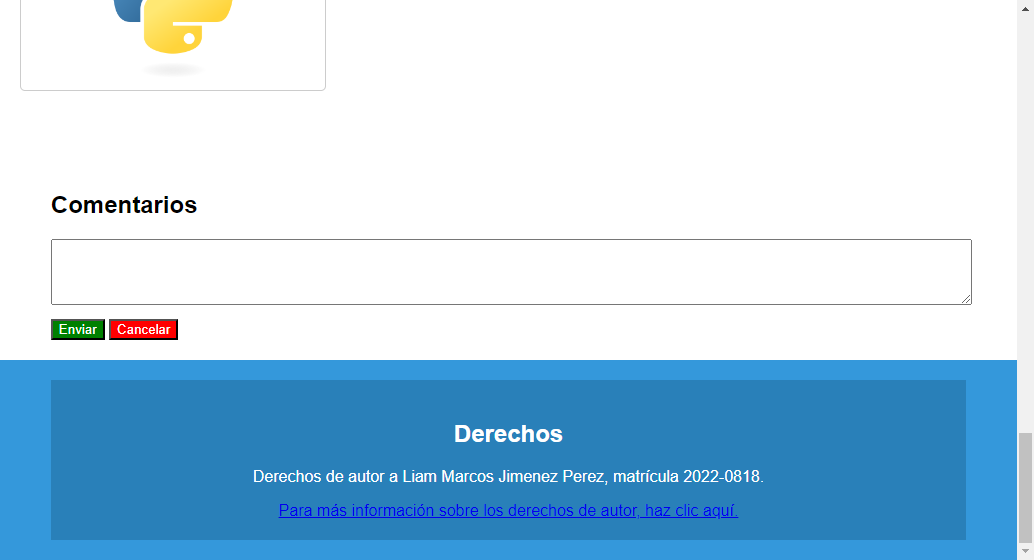 Comentarios
Enviar Cancelar
Derechos
Derechos de autor a Liam Marcos Jimenez Perez, matrícula 2022-0818.
Para más información sobre los derechos de autor, haz clic aquí.